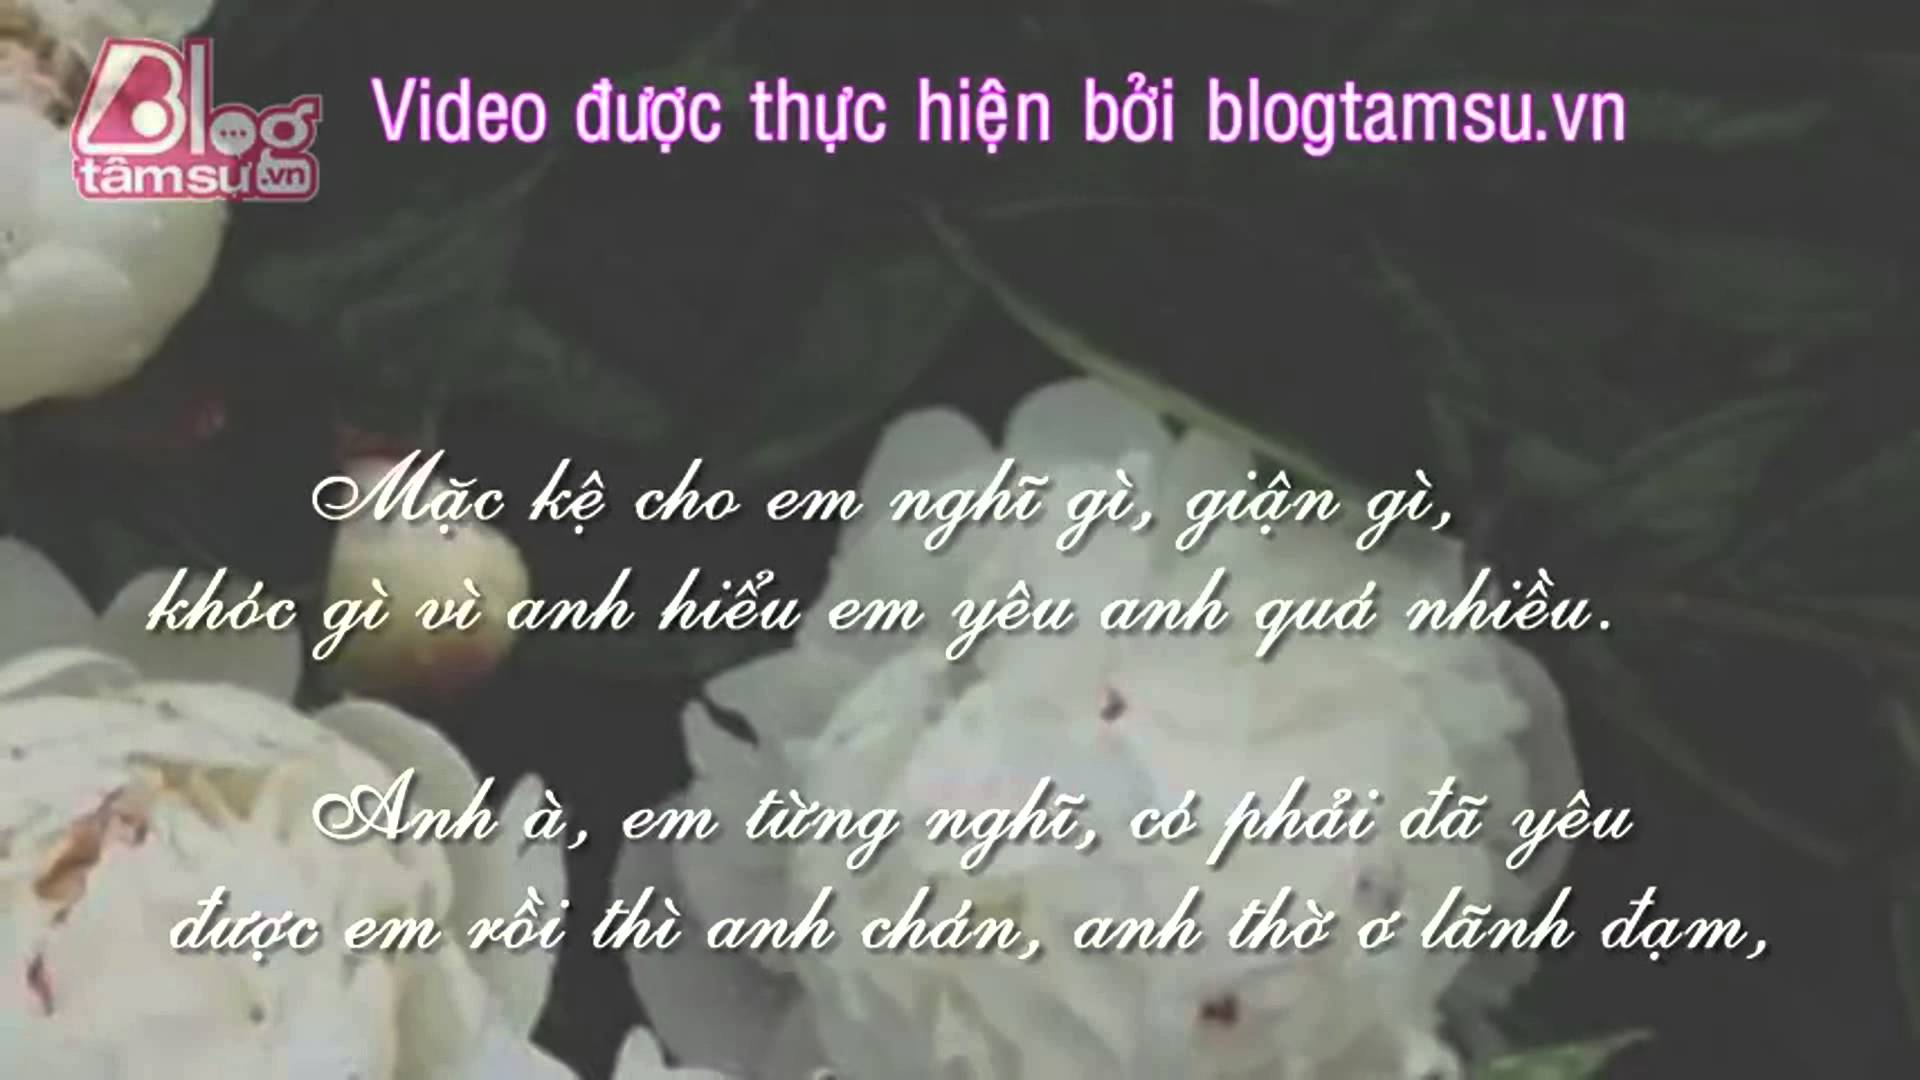 Blog
tâmsự.vn
Video được thực hiện bởi blogtamsu.vn
Mặc kệ cho em nghĩ gì, giận gì,
khóc gì vì anh hiểu em yêu anh quá nhiều.
Anh à, em từng nghĩ, có phải đã yêu
được em rồi thì anh chán, anh thờ ơ lãnh đạm,